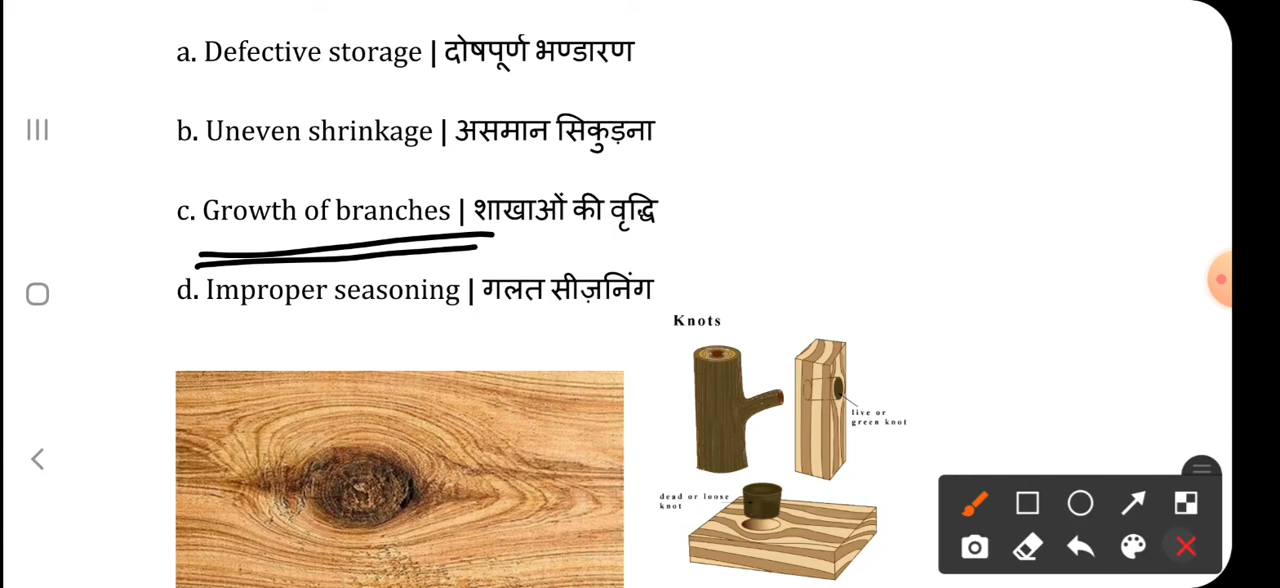 a. Defective storage | दोषपूर्ण भण्डारण
b. Uneven shrinkage | असमान सिकुड़ना
c. Growth of branches | शाखाओं की वृद्धि
d. Improper seasoning | गलत सीज़निंग
Knots
live or
green knot
dead or loose
knot